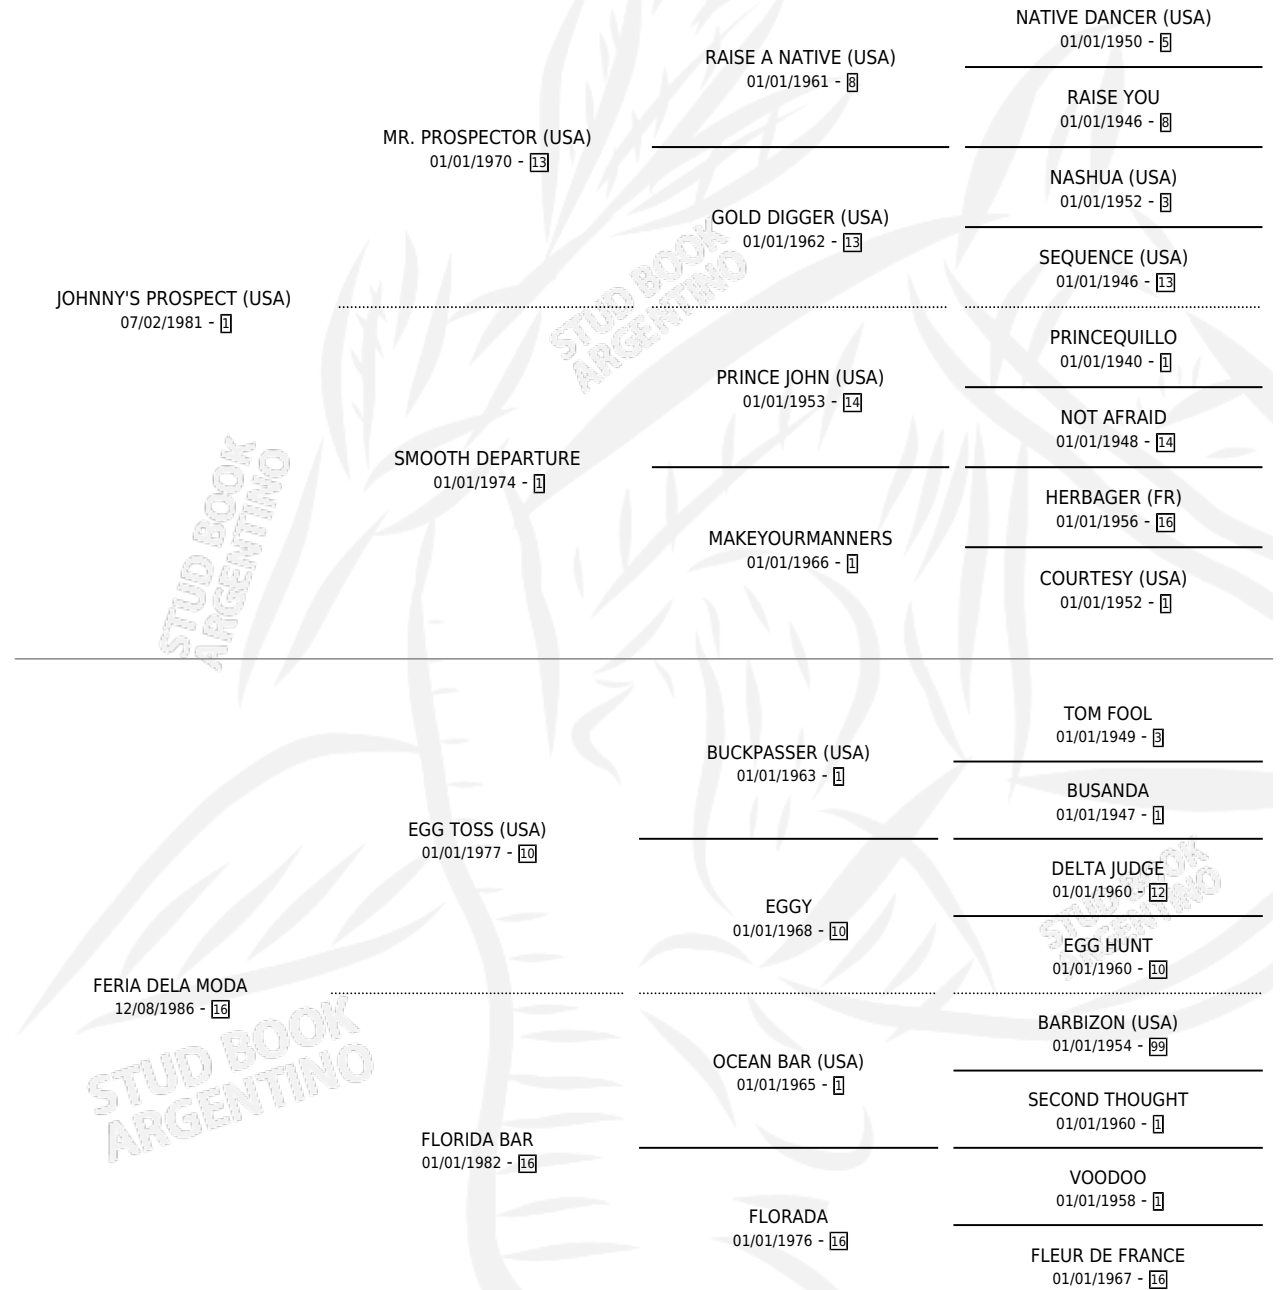 NATIVE DANCER (USA)
01/01/1950 - 5
RAISE A NATIVE (USA)
01/01/1961 - 8
RAISE YOU
01/01/1946 - 8
MR. PROSPECTOR (USA)
01/01/1970 - 13
NASHUA (USA)
01/01/1952 - 3
GOLD DIGGER (USA)
01/01/1962 - 13
SEQUENCE (USA)
01/01/1946 - 13
JOHNNY'S PROSPECT (USA)
07/02/1981 - 1
PRINCEQUILLO
01/01/1940 - 1
PRINCE JOHN (USA)
01/01/1953 - 14
NOT AFRAID
01/01/1948 - 14
SMOOTH DEPARTURE
01/01/1974 - 1
HERBAGER (FR)
01/01/1956 - 16
MAKEYOURMANNERS
01/01/1966 - 1
COURTESY (USA)
01/01/1952 - 1
TOM FOOL
01/01/1949 - 3
BUCKPASSER (USA)
01/01/1963 - 1
BUSANDA
01/01/1947 - 1
EGG TOSS (USA)
01/01/1977 - 10
DELTA JUDGE
01/01/1960 - 12
EGGY
01/01/1968 - 10
EGG HUNT
01/01/1960 - 10
FERIA DELA MODA
12/08/1986 - 16
BARBIZON (USA)
01/01/1954 - 99
OCEAN BAR (USA)
01/01/1965 - 1
SECOND THOUGHT
01/01/1960 - 1
FLORIDA BAR
01/01/1982 - 16
VOODOO
01/01/1958 - 1
FLORADA
01/01/1976 - 16
FLEUR DE FRANCE
01/01/1967 - 16
STUD BOOK
ARGENTINO
STUD BOOK
ARGENTINO
STUD BOOK
ARGENTINO
STUD BOOK
ARGENTINO